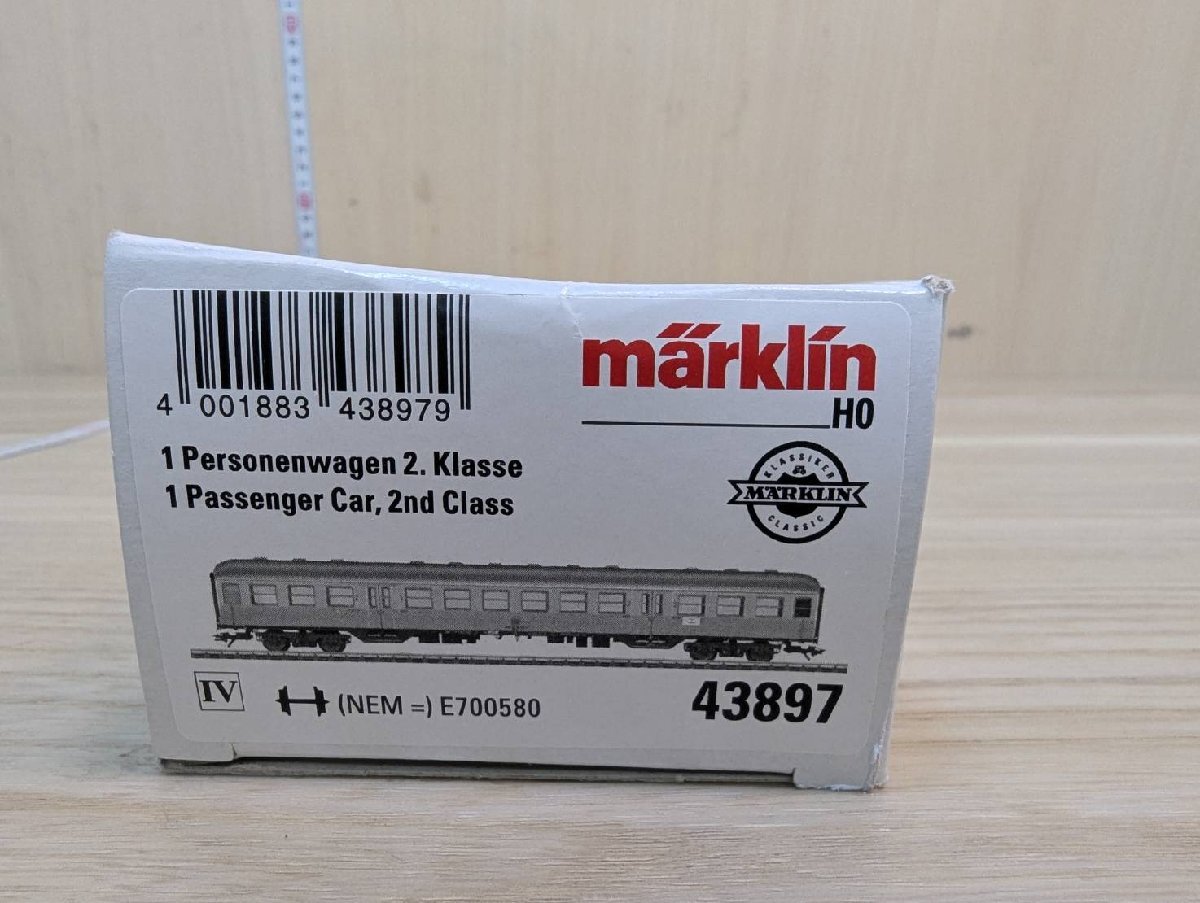 4 001883 438979
märklín
H0
1 Personenwagen 2. Klasse
1 Passenger Car, 2nd Class
KLASSIKER
MÄRKLIN
CLASSIC
IV
(NEM =) E700580
43897